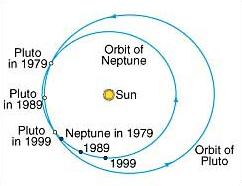 Orbit of
Neptune
Pluto
in 1979
Pluto
in 1989
Sun
Pluto
in 1999
Neptune in 1979
1989
1999
Orbit of
Pluto